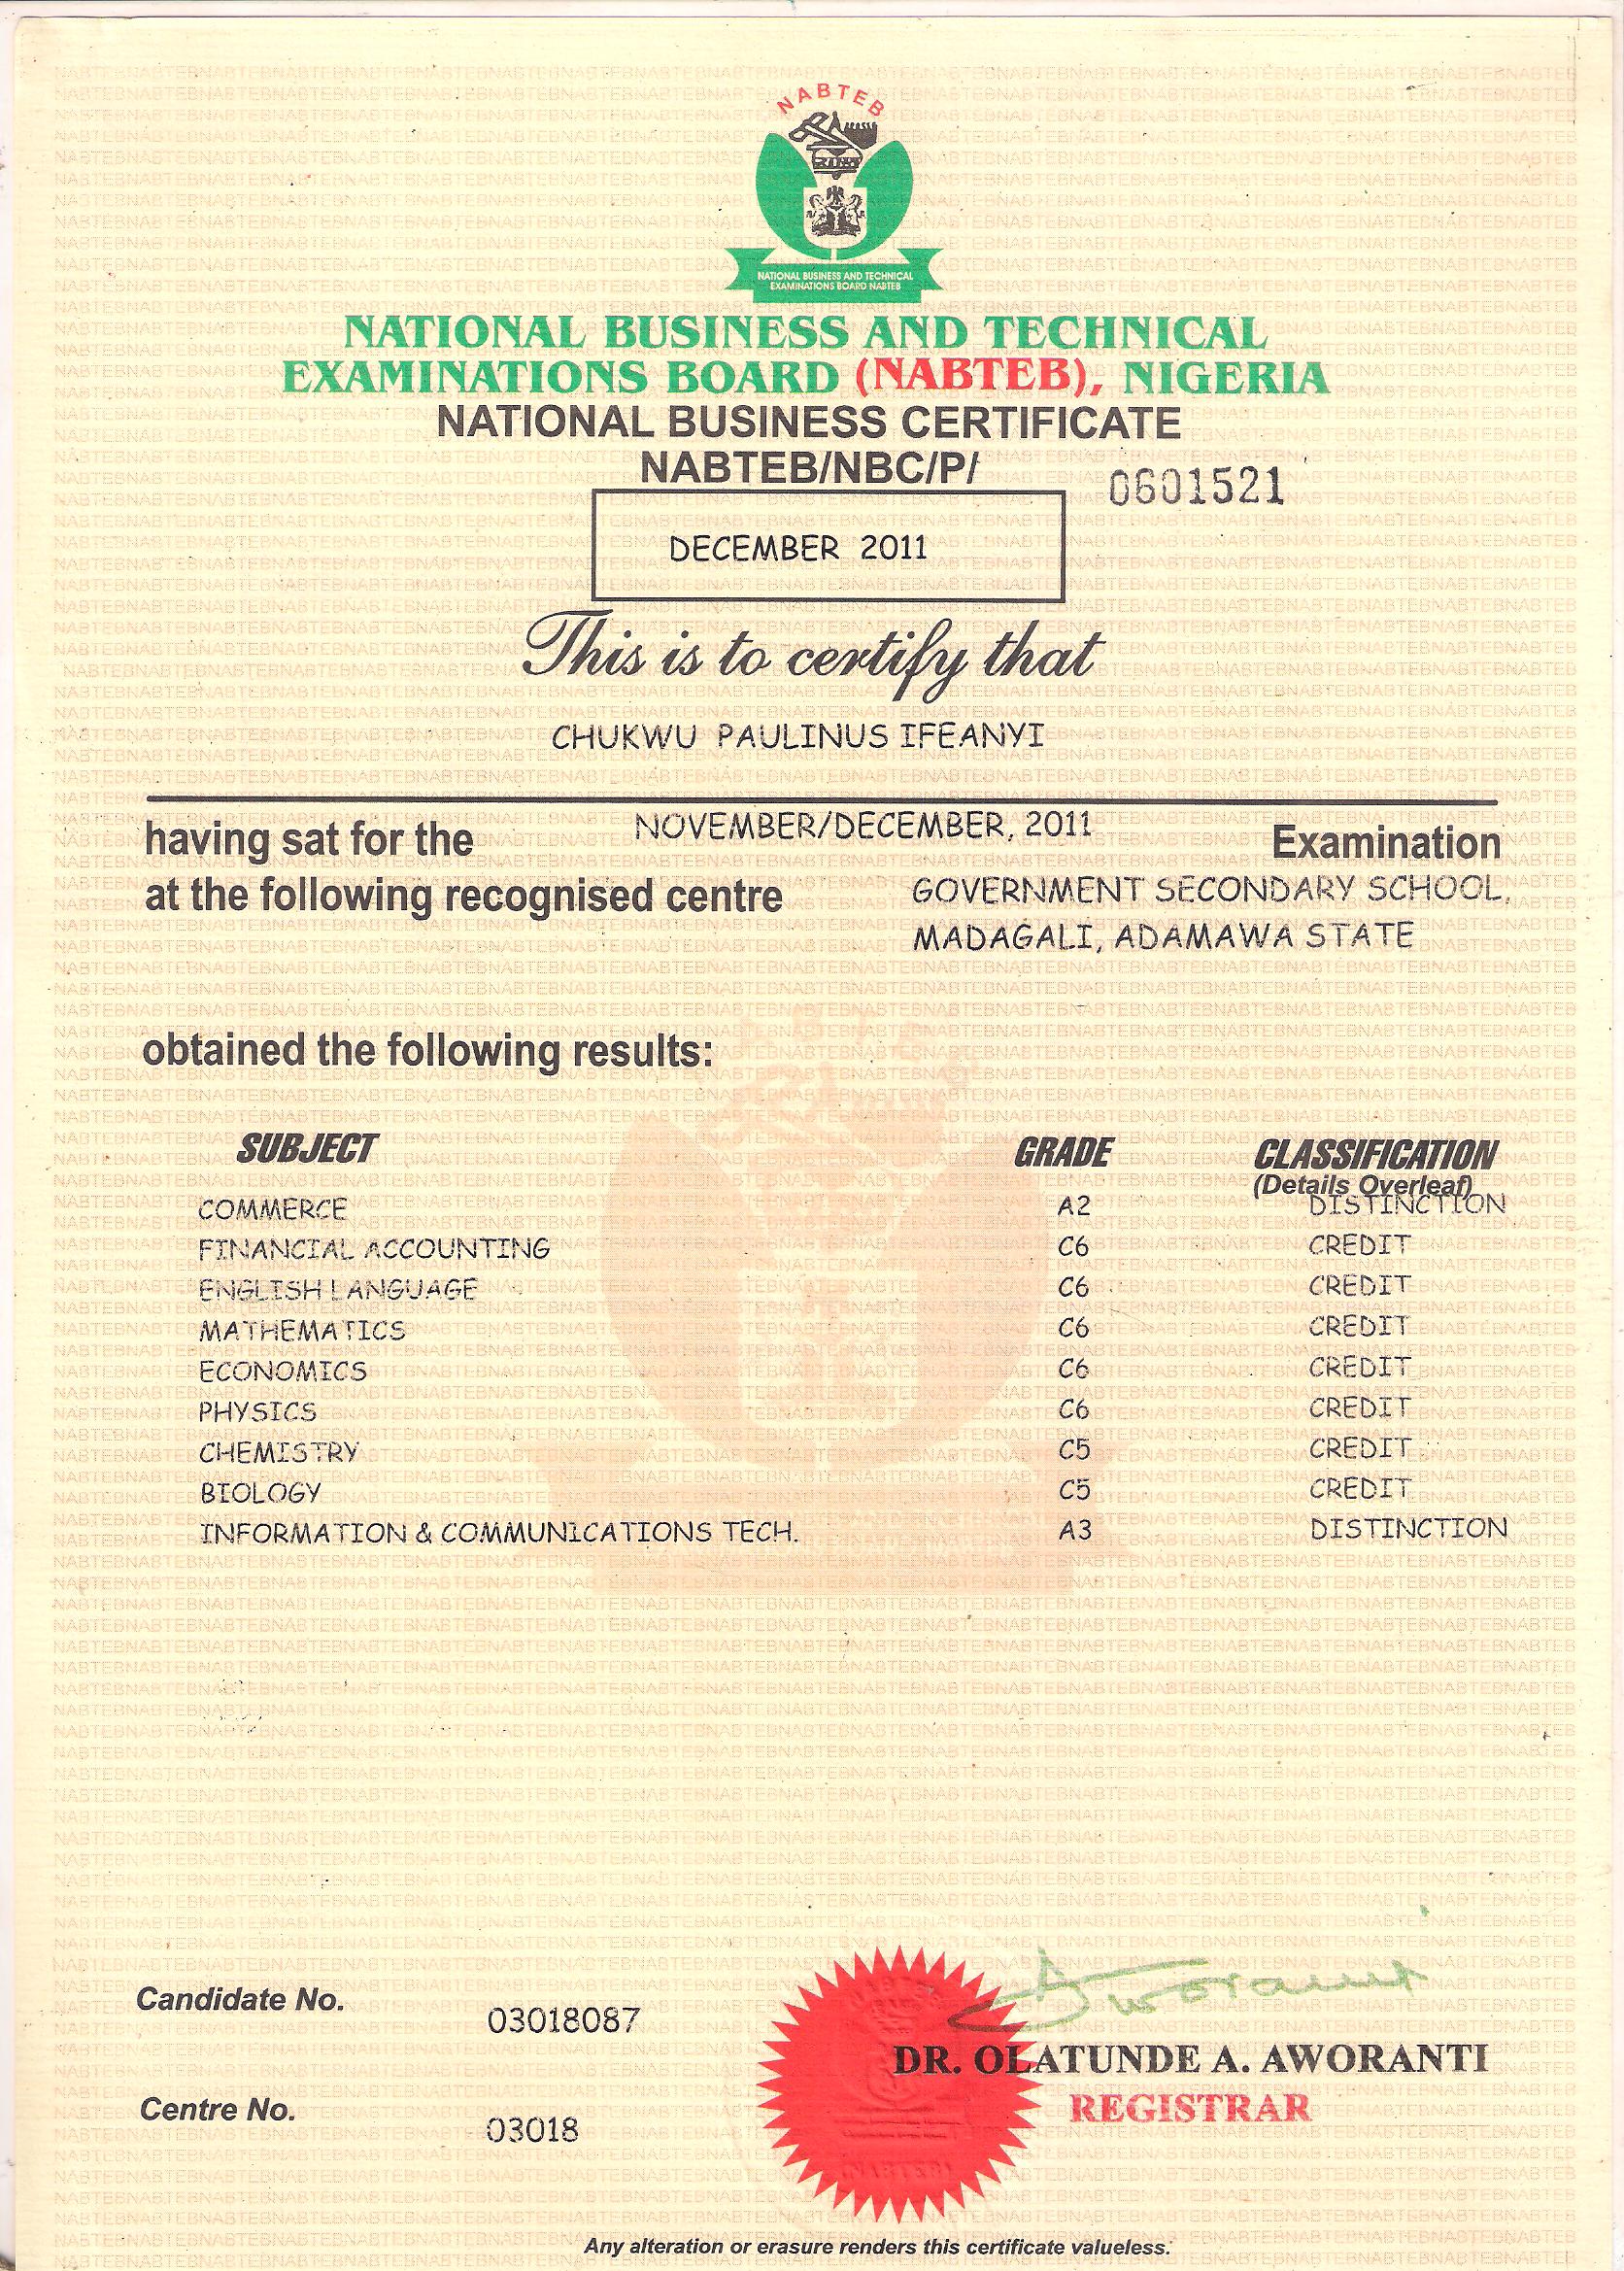 NABTEB
NATIONAL BUSINESS AND TECHNICAL
EXAMINATIONS BOARD NABTEB
NATIONAL BUSINESS AND TECHNICAL
EXAMINATIONS BOARD (NABTEB), NIGERIA
NATIONAL BUSINESS CERTIFICATE
NABTEB/NBC/P/ 0601521
DECEMBER 2011
This is to certify that
CHUKWU PAULINUS IFEANYI
having sat for the NOVEMBER/DECEMBER, 2011 Examination
at the following recognised centre GOVERNMENT SECONDARY SCHOOL,
MADAGALI, ADAMAWA STATE
obtained the following results:
SUBJECT GRADE CLASSIFICATION
(Details Overleaf)
COMMERCE A2 DISTINCTION
FINANCIAL ACCOUNTING C6 CREDIT
ENGLISH LANGUAGE C6 CREDIT
MATHEMATICS C6 CREDIT
ECONOMICS C6 CREDIT
PHYSICS C6 CREDIT
CHEMISTRY C5 CREDIT
BIOLOGY C5 CREDIT
INFORMATION & COMMUNICATIONS TECH. A3 DISTINCTION
Candidate No. 03018087
Aworanti
DR. OLATUNDE A. AWORANTI
REGISTRAR
Centre No. 03018
Any alteration or erasure renders this certificate valueless.